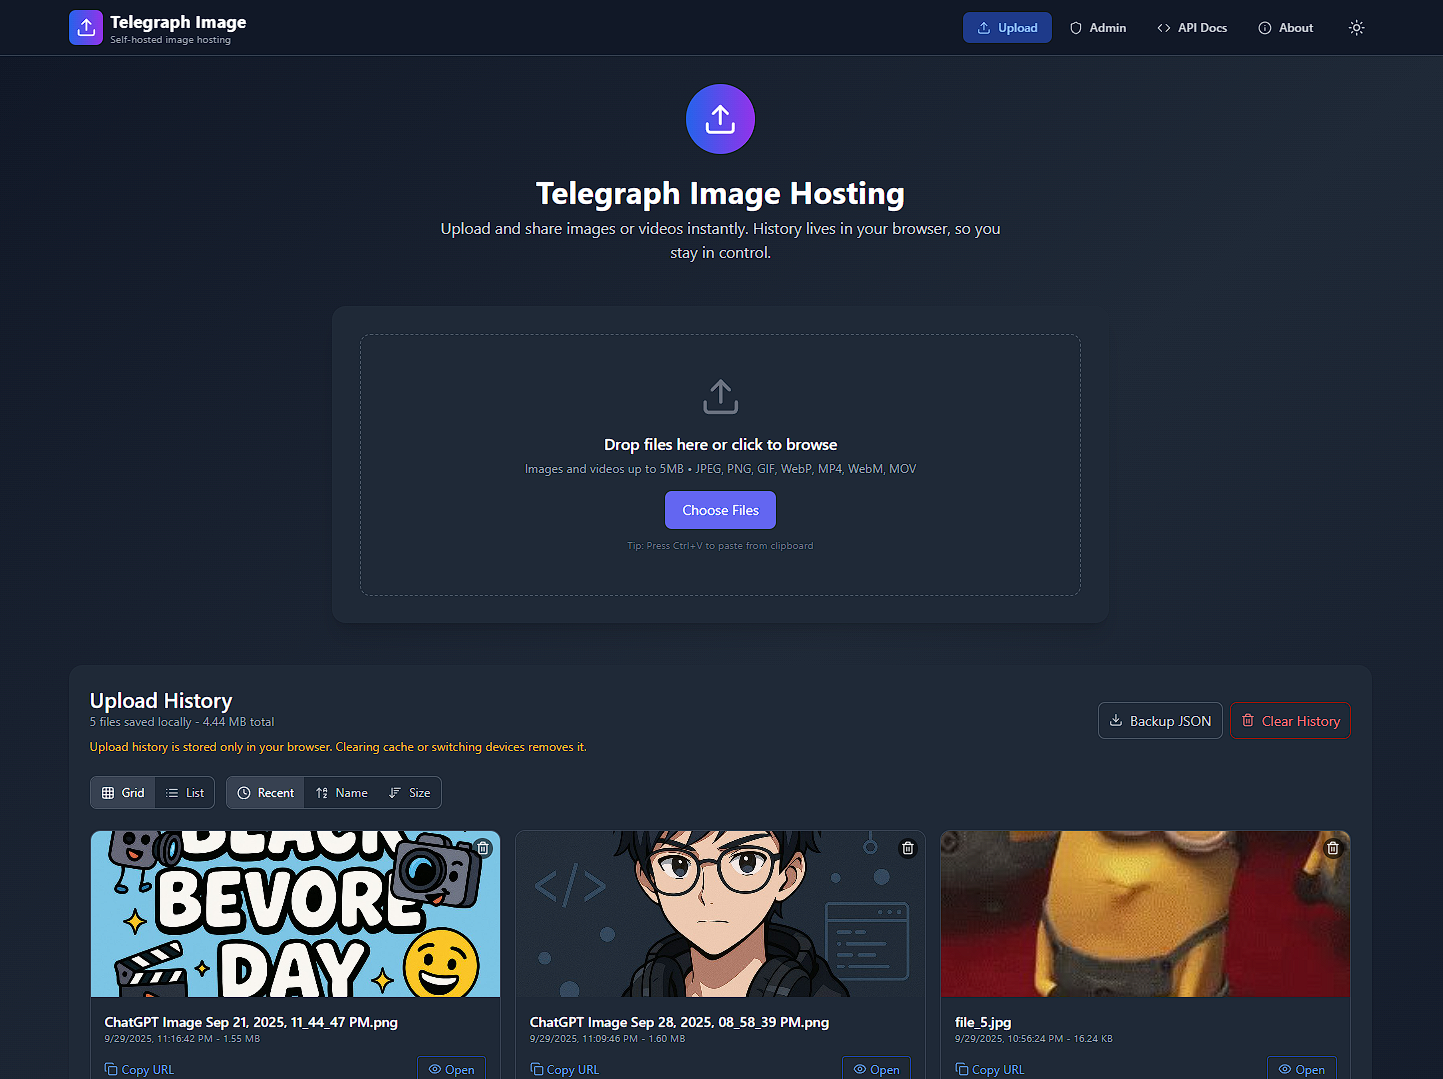 Telegraph Image
Self-hosted image hosting
Upload
Admin
API Docs
About
Telegraph Image Hosting
Upload and share images or videos instantly. History lives in your browser, so you
stay in control.
Drop files here or click to browse
Images and videos up to 5MB • JPEG, PNG, GIF, WebP, MP4, WebM, MOV
Choose Files
Tip: Press Ctrl+V to paste from clipboard
Upload History
5 files saved locally - 4.44 MB total
Upload history is stored only in your browser. Clearing cache or switching devices removes it.
Backup JSON
Clear History
Grid
List
Recent
Name
Size
BLACK
BEVORE
DAY
</>
ChatGPT Image Sep 21, 2025, 11_44_47 PM.png
9/29/2025, 11:16:42 PM - 1.55 MB
Copy URL
Open
ChatGPT Image Sep 28, 2025, 08_58_39 PM.png
9/29/2025, 11:09:46 PM - 1.60 MB
Copy URL
Open
file_5.jpg
9/29/2025, 10:56:24 PM - 16.24 KB
Copy URL
Open